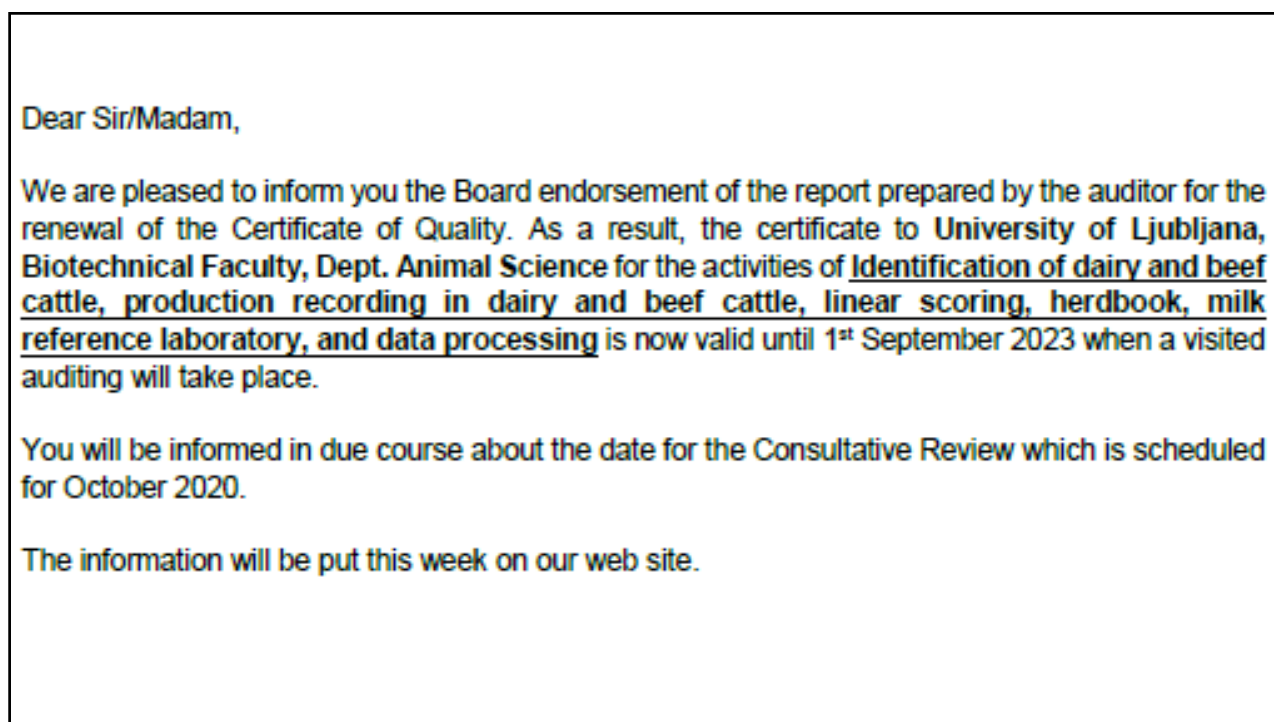 Dear Sir/Madam,
We are pleased to inform you the Board endorsement of the report prepared by the auditor for the
renewal of the Certificate of Quality. As a result, the certificate to University of Ljubljana,
Biotechnical Faculty, Dept. Animal Science for the activities of Identification of dairy and beef
cattle, production recording in dairy and beef cattle, linear scoring, herdbook, milk
reference laboratory, and data processing is now valid until 1st September 2023 when a visited
auditing will take place.
You will be informed in due course about the date for the Consultative Review which is scheduled
for October 2020.
The information will be put this week on our web site.